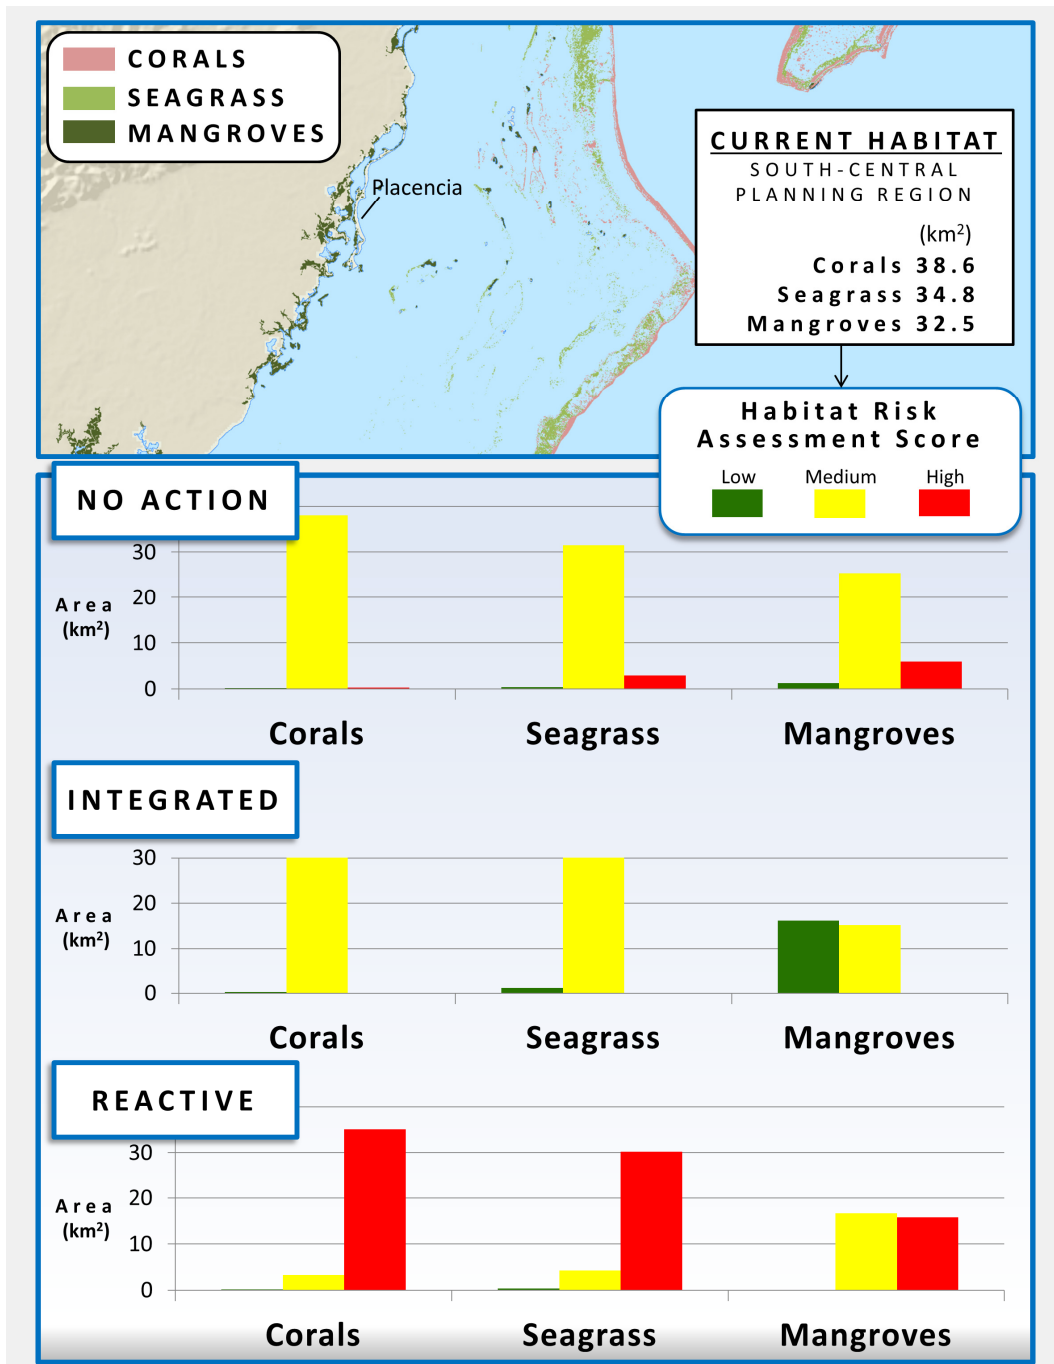 CORALS
SEAGRASS
MANGROVES
Placencia
CURRENT HABITAT
SOUTH-CENTRAL
PLANNING REGION
(km²)
Corals 38.6
Seagrass 34.8
Mangroves 32.5
Habitat Risk
Assessment Score
Low Medium High
NO ACTION
30
20
10
0
Area
(km²)
Corals Seagrass Mangroves
INTEGRATED
30
20
10
0
Area
(km²)
Corals Seagrass Mangroves
REACTIVE
30
20
10
0
Area
(km²)
Corals Seagrass Mangroves